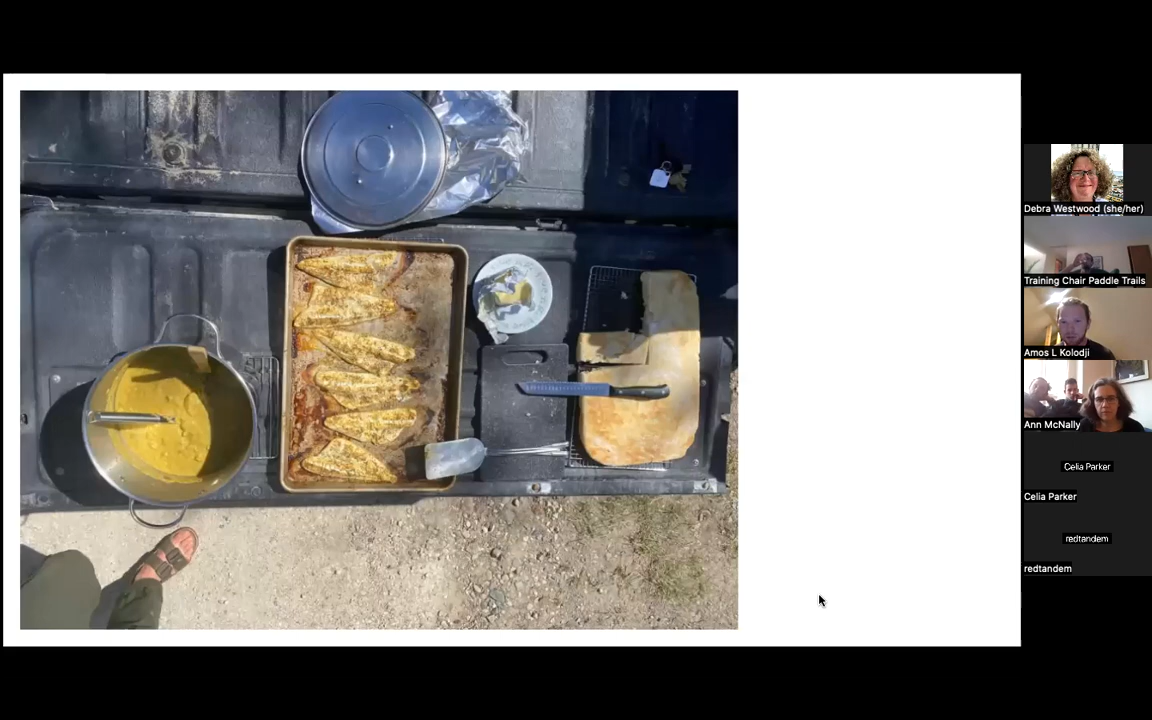 Debra Westwood (she/her)
Training Chair Paddle Trails
Amos L Kolodji
Ann McNally
Celia Parker
Celia Parker
redtandem
redtandem